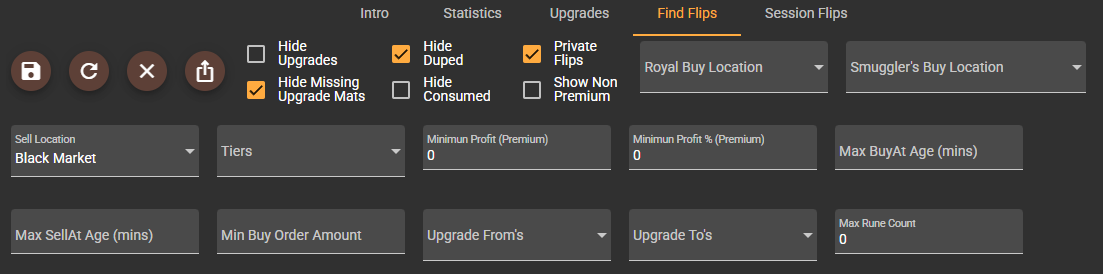 Intro
Statistics
Upgrades
Find Flips
Session Flips
Hide
Upgrades
Hide
Duped
Private
Flips
Hide Missing
Upgrade Mats
Hide
Consumed
Show Non
Premium
Royal Buy Location
Smuggler's Buy Location
Sell Location
Black Market
Tiers
Minimun Profit (Premium)
0
Minimun Profit % (Premium)
0
Max BuyAt Age (mins)
Max SellAt Age (mins)
Min Buy Order Amount
Upgrade From's
Upgrade To's
Max Rune Count
0